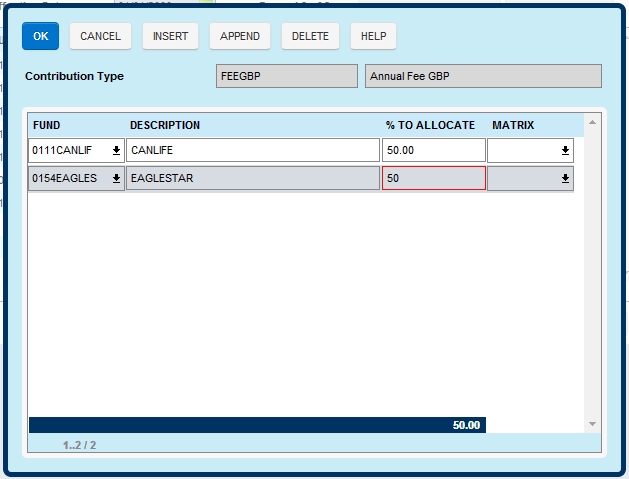 OK CANCEL INSERT APPEND DELETE HELP
Contribution Type FEEGBP Annual Fee GBP
FUND DESCRIPTION % TO ALLOCATE MATRIX
0111CANLIF CANLIFE 50.00
0154EAGLES EAGLESTAR 50
50.00
1..2 / 2